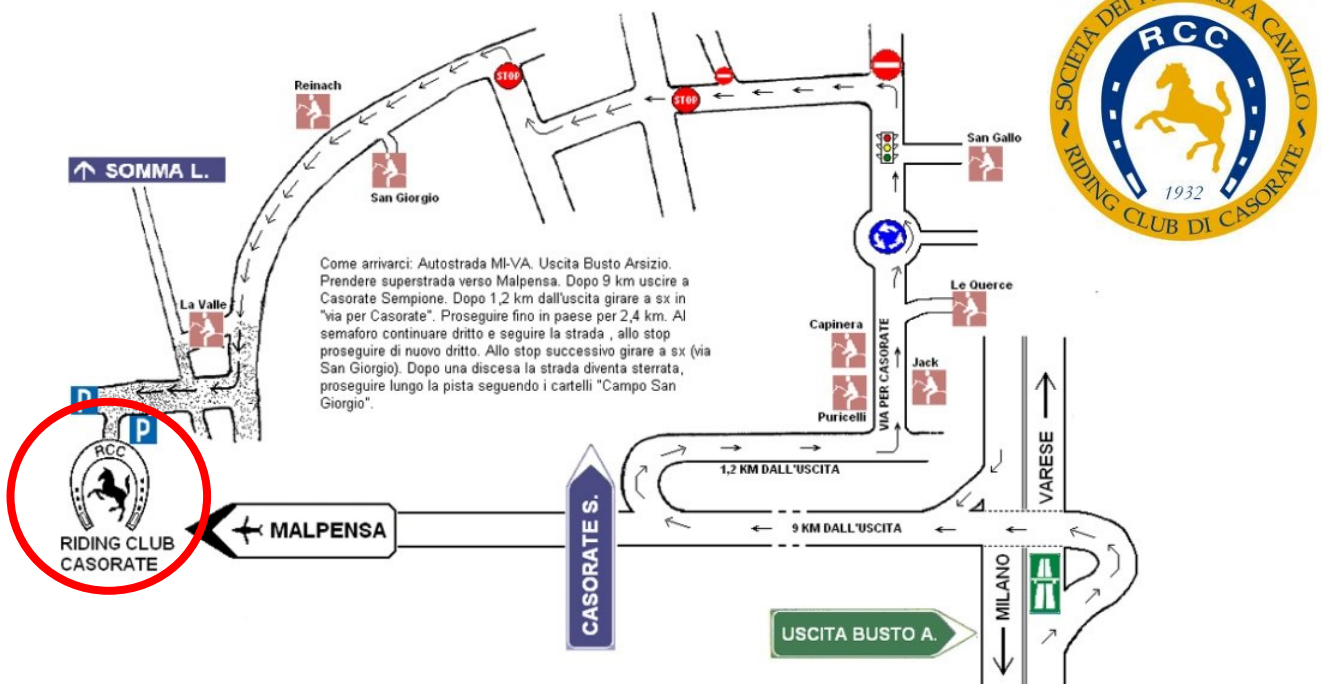 SOCIETÀ DEI
A CAVALLO
RCC
1932
~ RIDING CLUB DI CASORATE ~
STOP
STOP
Reinach
San Giorgio
San Gallo
SOMMA L.
La Valle
Le Querce
Capinera
Puricelli
Jack
VIA PER CASORATE
Come arrivarci: Autostrada MI-VA. Uscita Busto Arsizio.
Prendere superstrada verso Malpensa. Dopo 9 km uscire a
Casorate Sempione. Dopo 1,2 km dall'uscita girare a sx in
"via per Casorate". Proseguire fino in paese per 2,4 km. Al
semaforo continuare dritto e seguire la strada , allo stop
proseguire di nuovo dritto. Allo stop successivo girare a sx (via
San Giorgio). Dopo una discesa la strada diventa sterrata,
proseguire lungo la pista seguendo i cartelli "Campo San
Giorgio".
P
P
RCC
RIDING CLUB
CASORATE
MALPENSA
CASORATE S.
1,2 KM DALL'USCITA
9 KM DALL'USCITA
VARESE
MILANO
USCITA BUSTO A.